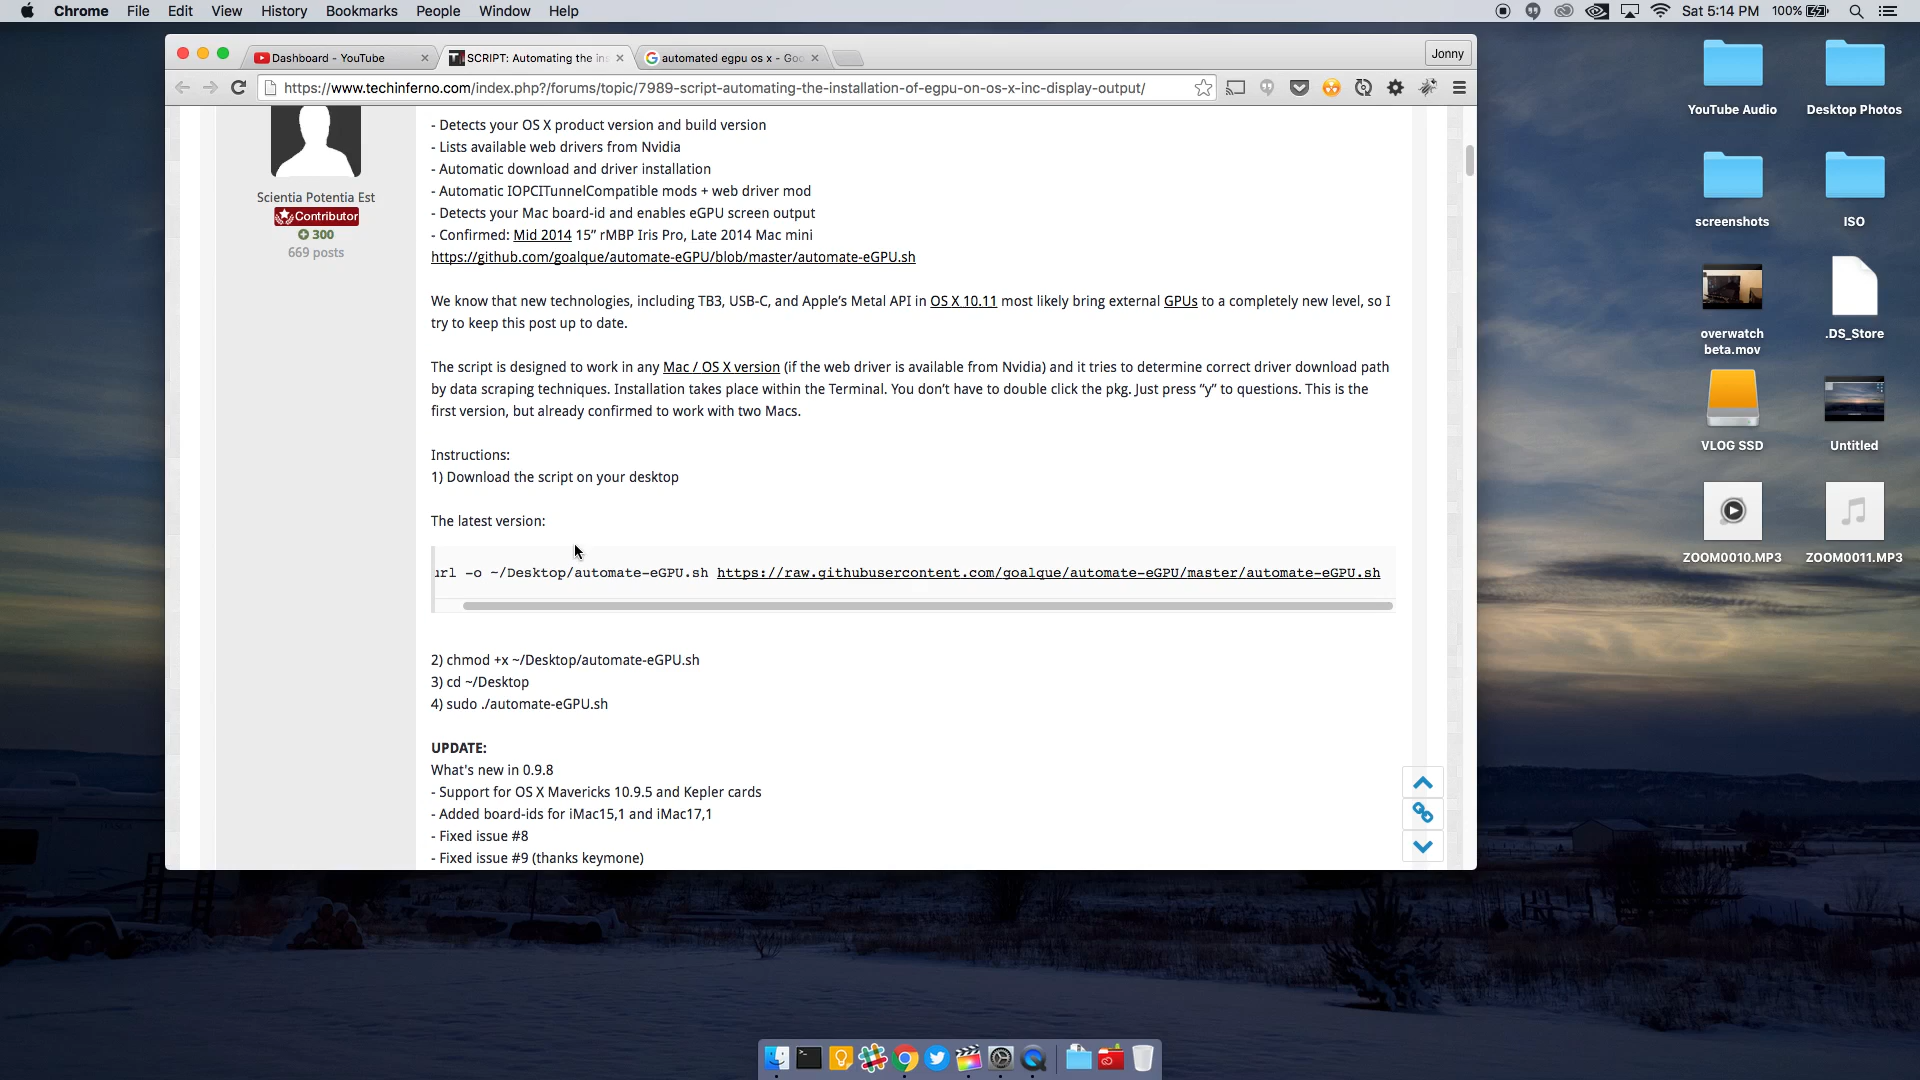 Chrome File Edit View History Bookmarks People Window Help
Sat 5:14 PM 100%
Dashboard - YouTube
SCRIPT: Automating the ins
automated egpu os x - Goo
Jonny
https://www.techinferno.com/index.php?/forums/topic/7989-script-automating-the-installation-of-egpu-on-os-x-inc-display-output/
Scientia Potentia Est
Contributor
300
669 posts
- Detects your OS X product version and build version
- Lists available web drivers from Nvidia
- Automatic download and driver installation
- Automatic IOPCITunnelCompatible mods + web driver mod
- Detects your Mac board-id and enables eGPU screen output
- Confirmed: Mid 2014 15” rMBP Iris Pro, Late 2014 Mac mini
https://github.com/goalque/automate-eGPU/blob/master/automate-eGPU.sh
We know that new technologies, including TB3, USB-C, and Apple’s Metal API in OS X 10.11 most likely bring external GPUs to a completely new level, so I
try to keep this post up to date.
The script is designed to work in any Mac / OS X version (if the web driver is available from Nvidia) and it tries to determine correct driver download path
by data scraping techniques. Installation takes place within the Terminal. You don’t have to double click the pkg. Just press “y” to questions. This is the
first version, but already confirmed to work with two Macs.
Instructions:
1) Download the script on your desktop
The latest version:
url -o ~/Desktop/automate-eGPU.sh https://raw.githubusercontent.com/goalque/automate-eGPU/master/automate-eGPU.sh
2) chmod +x ~/Desktop/automate-eGPU.sh
3) cd ~/Desktop
4) sudo ./automate-eGPU.sh
UPDATE:
What's new in 0.9.8
- Support for OS X Mavericks 10.9.5 and Kepler cards
- Added board-ids for iMac15,1 and iMac17,1
- Fixed issue #8
- Fixed issue #9 (thanks keymone)
YouTube Audio
Desktop Photos
screenshots
ISO
overwatch
beta.mov
.DS_Store
VLOG SSD
Untitled
ZOOM0010.MP3
ZOOM0011.MP3